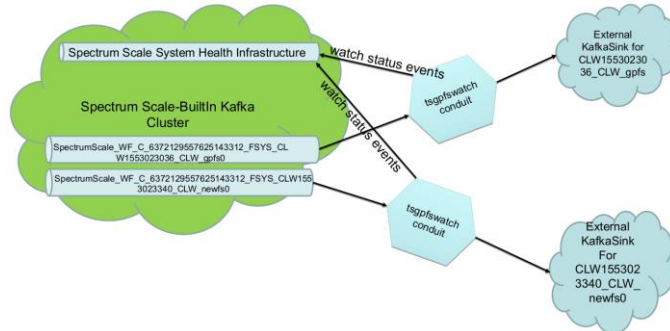 Spectrum Scale System Health Infrastructure
watch status events
tsgpfswatch
conduit
External
KafkaSink for
CLW15530230
36_CLW_gpfs
Spectrum Scale-BuiltIn Kafka
Cluster
watch status events
SpectrumScale_WF_C_6372129557625143312_FSYS_CL
W1553023036_CLW_gpfs0
SpectrumScale_WF_C_6372129557625143312_FSYS_CLW155
3023340_CLW_newfs0
tsgpfswatch
conduit
External
KafkaSink
For
CLW155302
3340_CLW_
newfs0